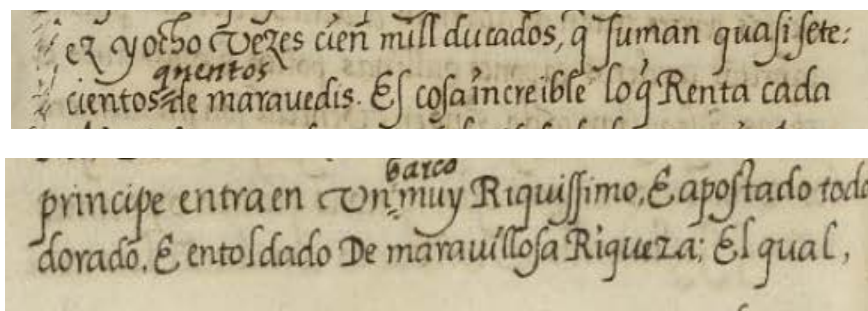 ez y ocho vezes cien mill ducados, q̃ suman quasi sete:
quentos
cientos de marauedis. Es cosa increible lo q̃ Renta cada
barco
principe entra en vn muy Riquissimo, E apostado todo
dorado. E entoldado De marauillosa Riqueza; El qual,